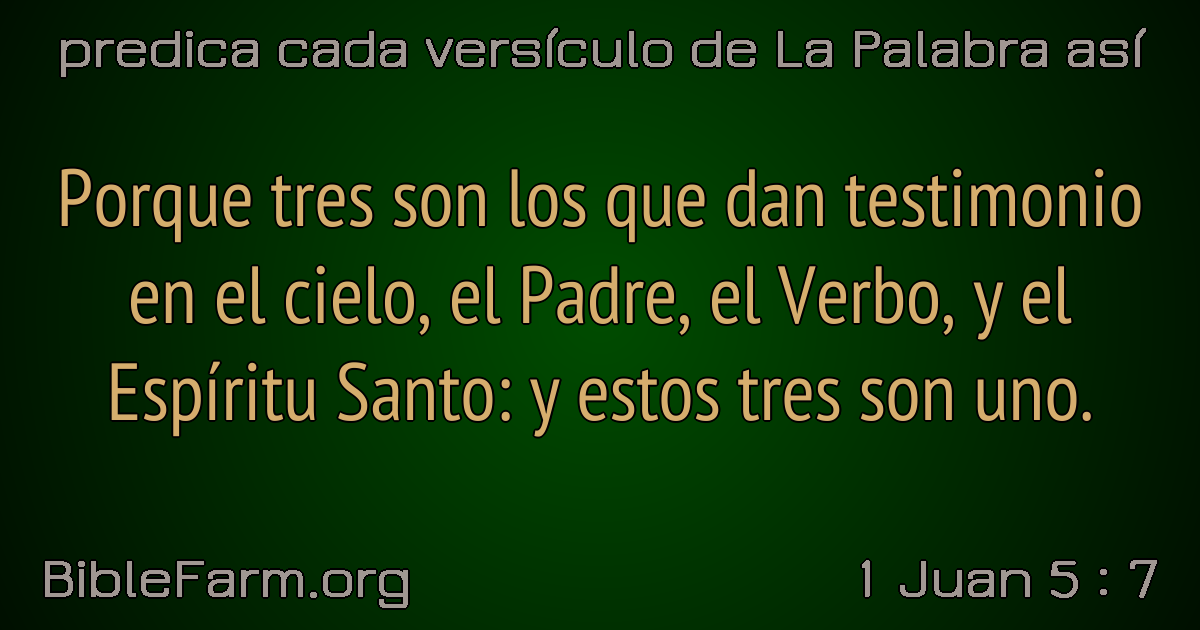 predica cada versículo de La Palabra así
Porque tres son los que dan testimonio
en el cielo, el Padre, el Verbo, y el
Espíritu Santo: y estos tres son uno.
BibleFarm.org
1 Juan 5 : 7